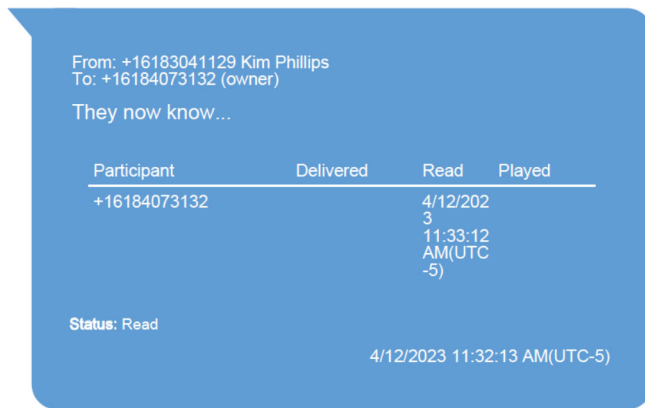 From: +16183041129 Kim Phillips
To: +16184073132 (owner)
They now know...
Participant Delivered Read Played
+16184073132 4/12/202
3
11:33:12
AM(UTC
-5)
Status: Read
4/12/2023 11:32:13 AM(UTC-5)